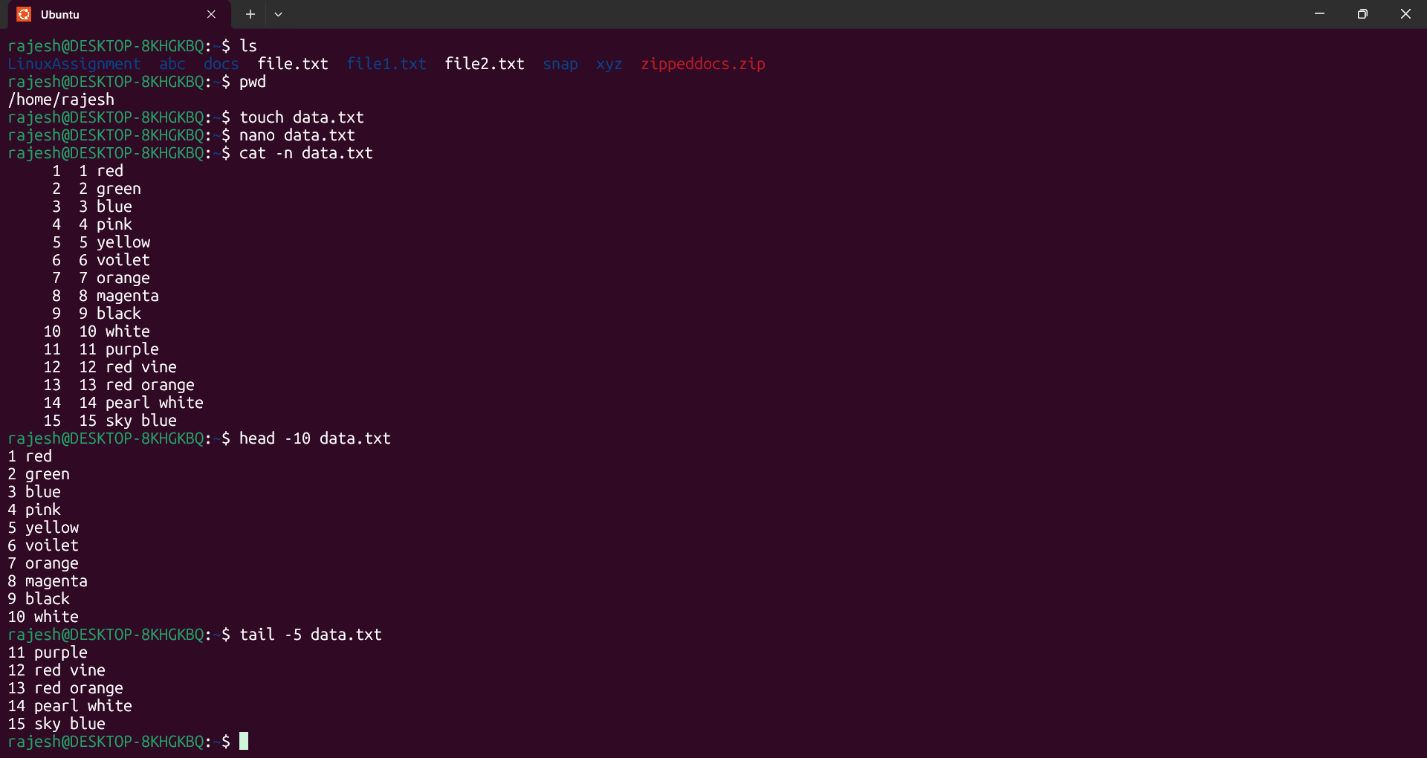 Ubuntu
rajesh@DESKTOP-8KHGKBQ:~$ ls
LinuxAssignment  abc  docs  file.txt  file1.txt  file2.txt  snap  xyz  zippeddocs.zip
rajesh@DESKTOP-8KHGKBQ:~$ pwd
/home/rajesh
rajesh@DESKTOP-8KHGKBQ:~$ touch data.txt
rajesh@DESKTOP-8KHGKBQ:~$ nano data.txt
rajesh@DESKTOP-8KHGKBQ:~$ cat -n data.txt
     1  1 red
     2  2 green
     3  3 blue
     4  4 pink
     5  5 yellow
     6  6 voilet
     7  7 orange
     8  8 magenta
     9  9 black
    10  10 white
    11  11 purple
    12  12 red vine
    13  13 red orange
    14  14 pearl white
    15  15 sky blue
rajesh@DESKTOP-8KHGKBQ:~$ head -10 data.txt
1 red
2 green
3 blue
4 pink
5 yellow
6 voilet
7 orange
8 magenta
9 black
10 white
rajesh@DESKTOP-8KHGKBQ:~$ tail -5 data.txt
11 purple
12 red vine
13 red orange
14 pearl white
15 sky blue
rajesh@DESKTOP-8KHGKBQ:~$